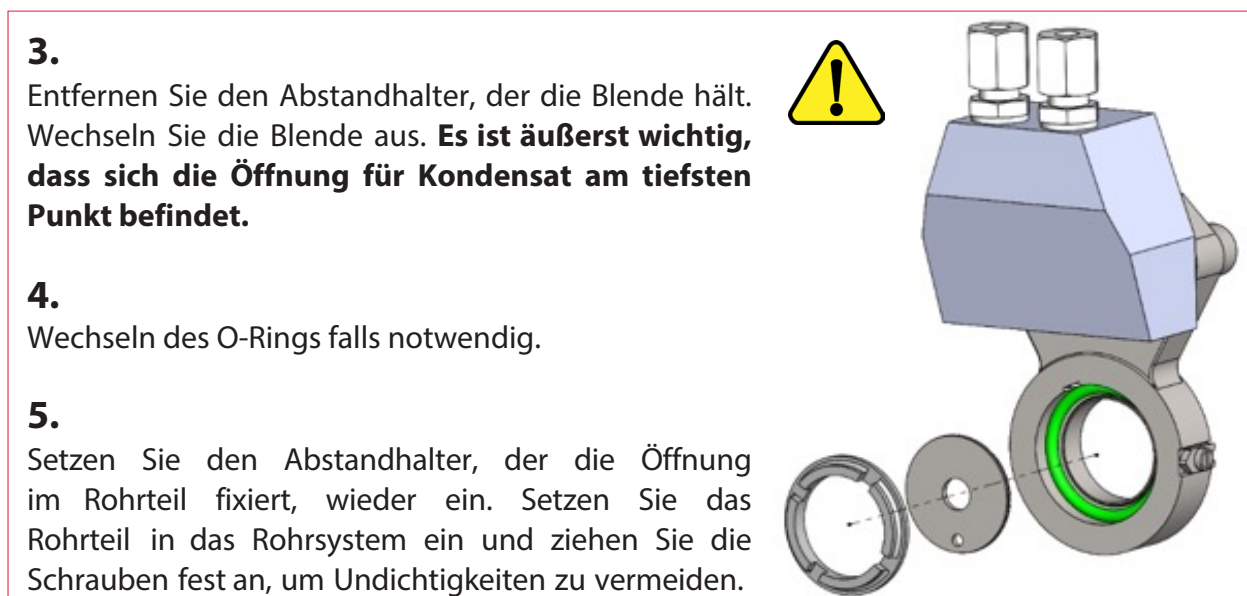 3.
Entfernen Sie den Abstandhalter, der die Blende hält.
Wechseln Sie die Blende aus. Es ist äußerst wichtig,
dass sich die Öffnung für Kondensat am tiefsten
Punkt befindet.
4.
Wechseln des O-Rings falls notwendig.
5.
Setzen Sie den Abstandhalter, der die Öffnung
im Rohrteil fixiert, wieder ein. Setzen Sie das
Rohrteil in das Rohrsystem ein und ziehen Sie die
Schrauben fest an, um Undichtigkeiten zu vermeiden.